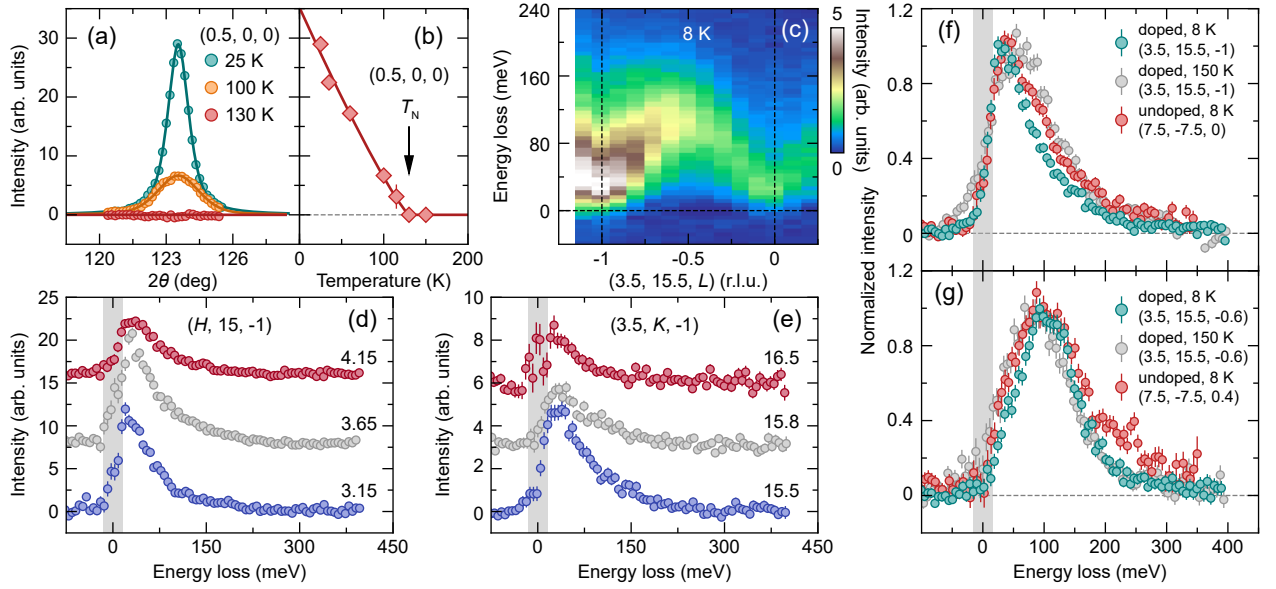 (a)
(0.5, 0, 0)
25 K
100 K
130 K
Intensity (arb. units)
35
30
20
10
0
120
123
126
2θ (deg)
(b)
(0.5, 0, 0)
TN
0
50
100
150
200
Temperature (K)
(c)
8 K
Energy loss (meV)
240
160
80
0
-1
-0.5
0
(3.5, 15.5, L) (r.l.u.)
5
0
Intensity (arb. units)
(d)
(H, 15, -1)
4.15
3.65
3.15
Intensity (arb. units)
25
22
15
18
5
10
0
5
0
0
150
300
450
Energy loss (meV)
(e)
(3.5, K, -1)
16.5
15.8
15.5
Intensity (arb. units)
10
8
6
4
2
0
0
150
300
450
Energy loss (meV)
(f)
doped, 8 K
(3.5, 15.5, -1)
doped, 150 K
(3.5, 15.5, -1)
undoped, 8 K
(7.5, -7.5, 0)
1.2
0.8
0.4
0
Normalized intensity
(g)
doped, 8 K
(3.5, 15.5, -0.6)
doped, 150 K
(3.5, 15.5, -0.6)
undoped, 8 K
(7.5, -7.5, 0.4)
1.2
0.8
0.4
0
0
100
200
300
400
Energy loss (meV)